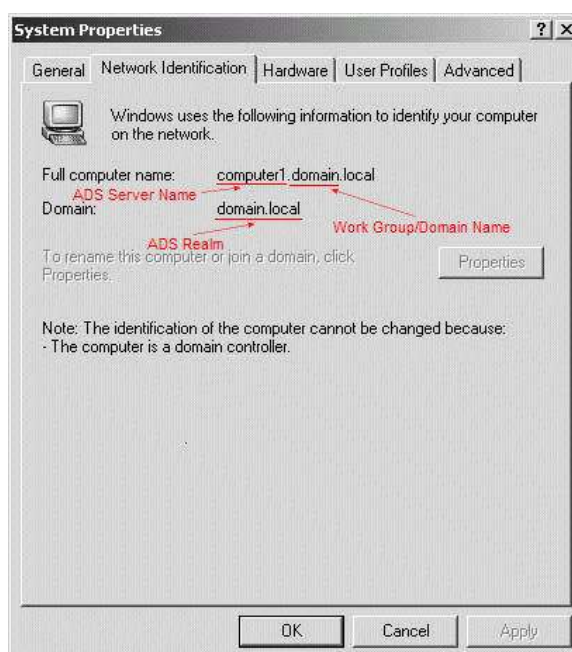 System Properties
? X
General Network Identification Hardware User Profiles Advanced
Windows uses the following information to identify your computer
on the network.
Full computer name: computer1.domain.local
ADS Server Name
Domain: domain.local
Work Group/Domain Name
ADS Realm
To rename this computer or join a domain, click
Properties.
Properties
Note: The identification of the computer cannot be changed because:
- The computer is a domain controller.
OK Cancel Apply